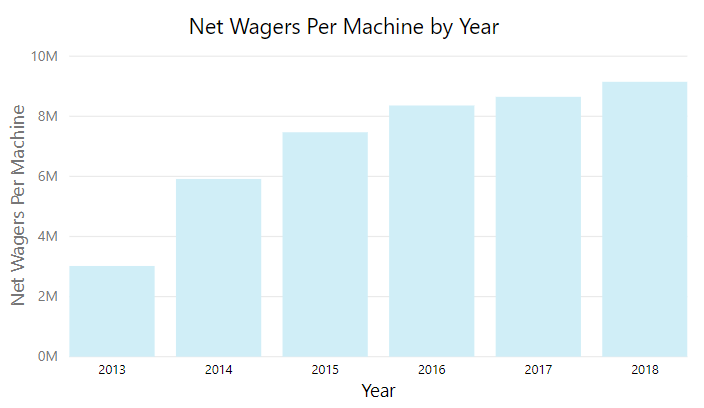 Net Wagers Per Machine by Year
Net Wagers Per Machine
10M
8M
6M
4M
2M
0M
2013 2014 2015 2016 2017 2018
Year